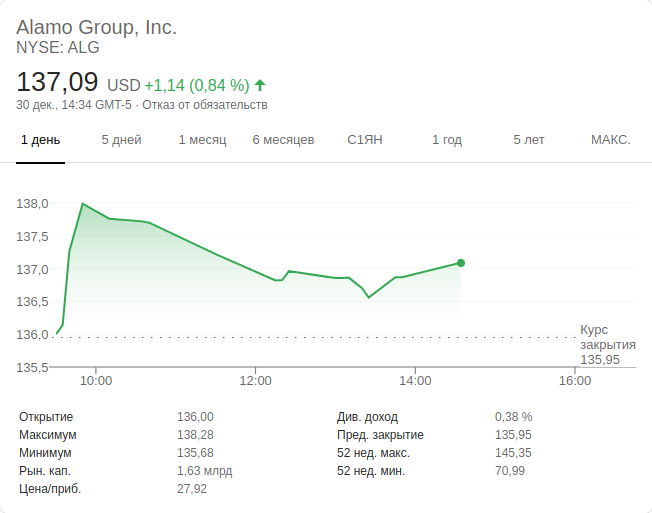 Alamo Group, Inc.
NYSE: ALG
137,09 USD +1,14 (0,84 %)
30 дек., 14:34 GMT-5 · Отказ от обязательств
1 день 5 дней 1 месяц 6 месяцев С1ЯН 1 год 5 лет МАКС.
138,0
137,5
137,0
136,5
136,0
135,5
Курс
закрытия
135,95
10:00 12:00 14:00 16:00
Открытие 136,00 Див. доход 0,38 %
Максимум 138,28 Пред. закрытие 135,95
Минимум 135,68 52 нед. макс. 145,35
Рын. кап. 1,63 млрд 52 нед. мин. 70,99
Цена/приб. 27,92